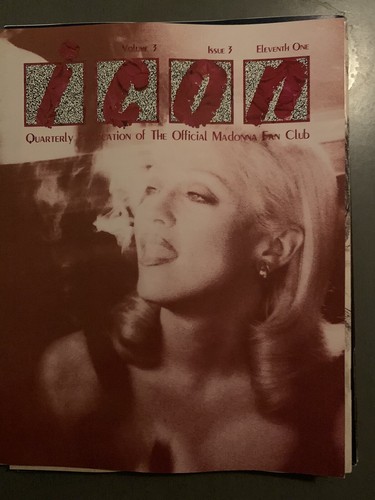 Volume 3 Issue 3 Eleventh One
icon
Quarterly of The Official Madonna Fan Club